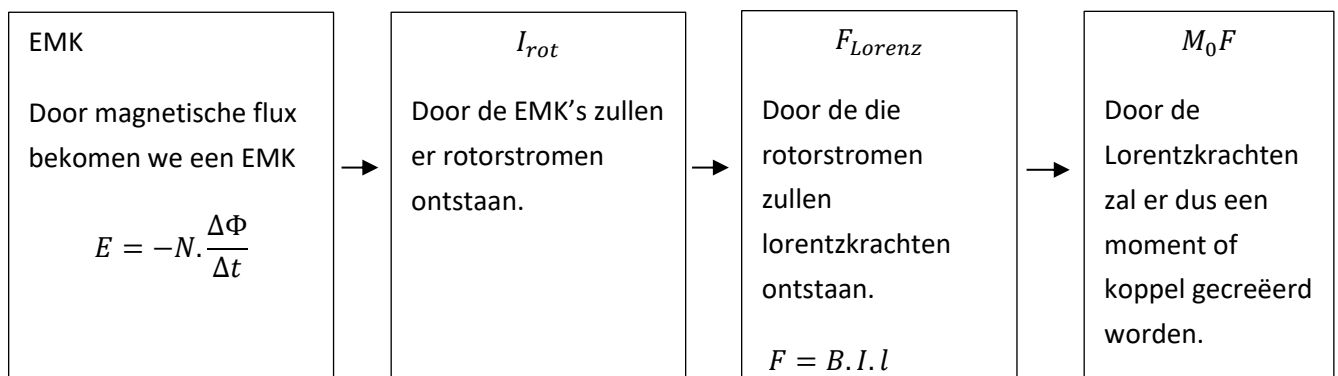 EMK
Door magnetische flux
bekomen we een EMK
E = −N. ΔΦ/Δt
I_rot
Door de EMK’s zullen
er rotorstromen
ontstaan.
F_Lorenz
Door de die
rotorstromen
zullen
lorentzkrachten
ontstaan.
F = B. I. l
M_0F
Door de
Lorentzkrachten
zal er dus een
moment of
koppel gecreëerd
worden.